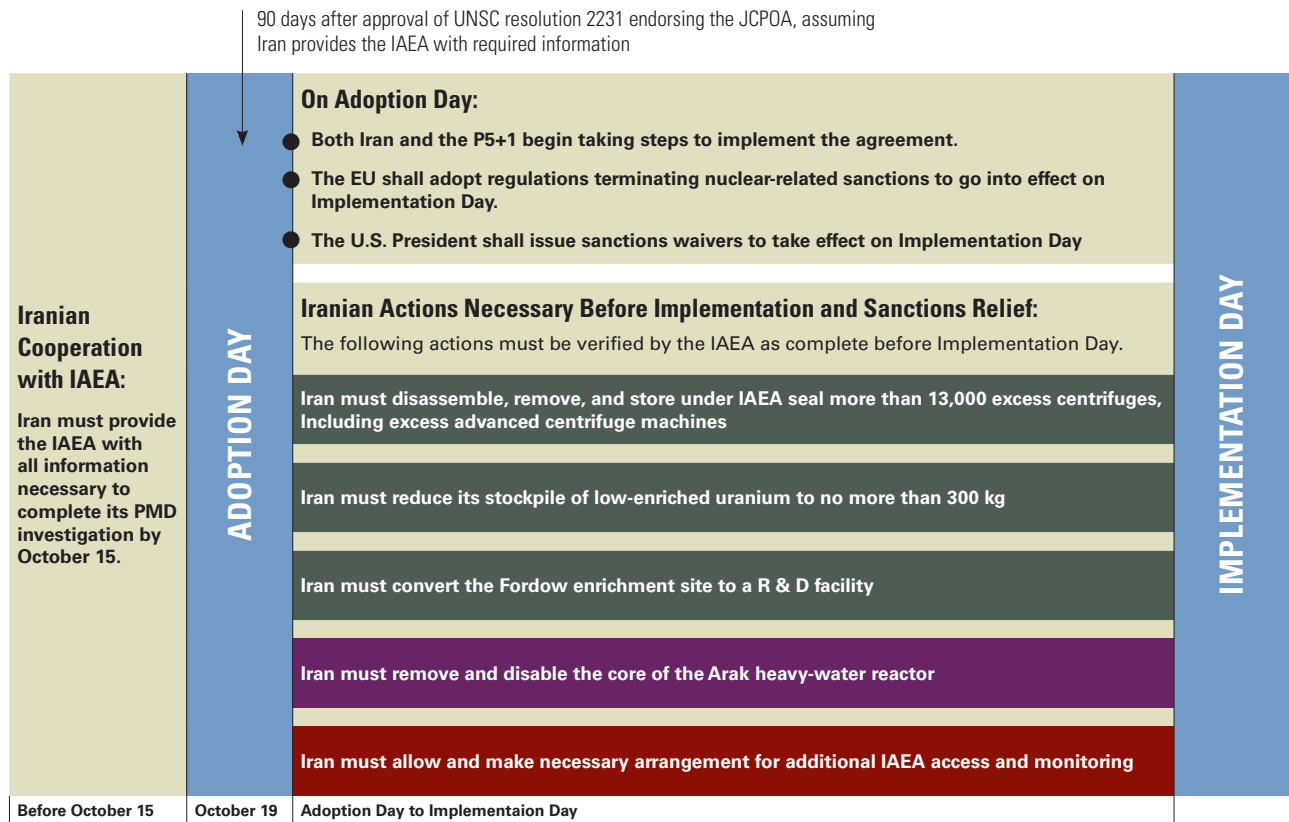 90 days after approval of UNSC resolution 2231 endorsing the JCPOA, assuming
Iran provides the IAEA with required information
Iranian
Cooperation
with IAEA:
Iran must provide
the IAEA with
all information
necessary to
complete its PMD
investigation by
October 15.
ADOPTION DAY
On Adoption Day:
Both Iran and the P5+1 begin taking steps to implement the agreement.
The EU shall adopt regulations terminating nuclear-related sanctions to go into effect on
Implementation Day.
The U.S. President shall issue sanctions waivers to take effect on Implementation Day
Iranian Actions Necessary Before Implementation and Sanctions Relief:
The following actions must be verified by the IAEA as complete before Implementation Day.
Iran must disassemble, remove, and store under IAEA seal more than 13,000 excess centrifuges,
Including excess advanced centrifuge machines
Iran must reduce its stockpile of low-enriched uranium to no more than 300 kg
Iran must convert the Fordow enrichment site to a R & D facility
Iran must remove and disable the core of the Arak heavy-water reactor
Iran must allow and make necessary arrangement for additional IAEA access and monitoring
IMPLEMENTATION DAY
Before October 15
October 19
Adoption Day to Implementaion Day